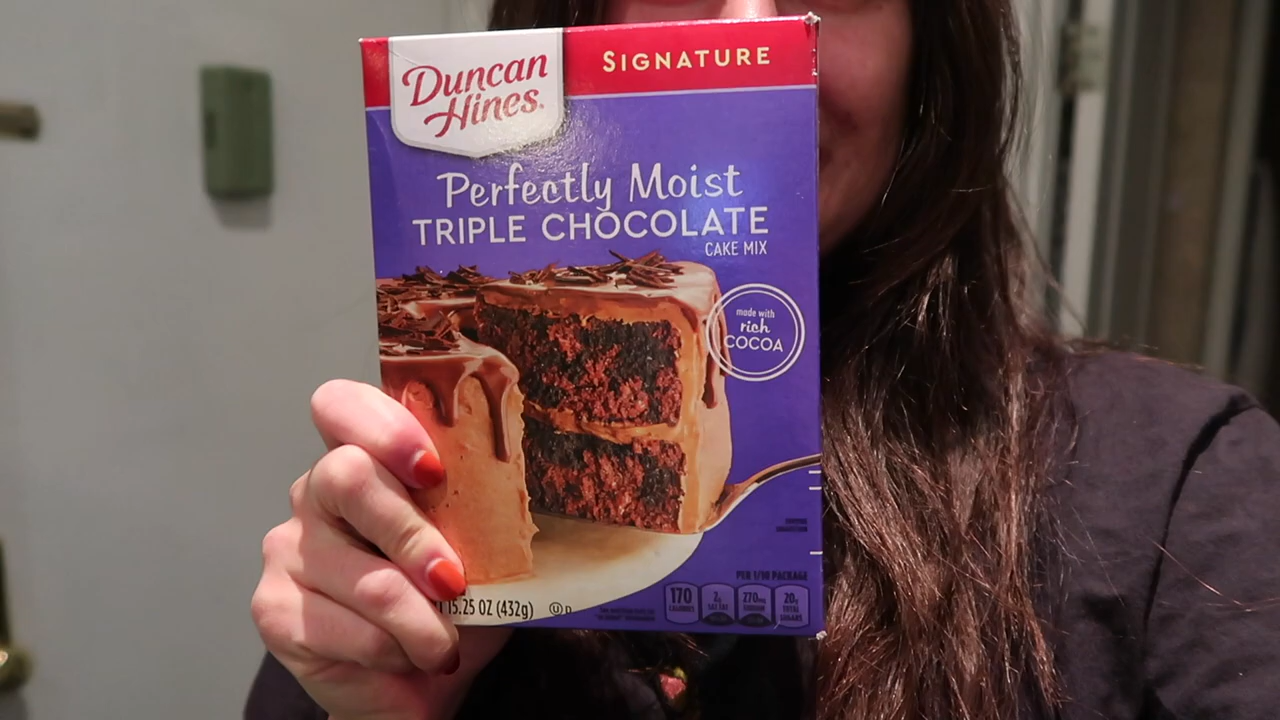 Duncan
Hines®
SIGNATURE
Perfectly Moist
TRIPLE CHOCOLATE
CAKE MIX
made with
rich
COCOA
PER 1/10 PACKAGE
170
CALORIES
2g
SAT FAT
270mg
SODIUM
20g
TOTAL
SUGARS
15.25 OZ (432g)